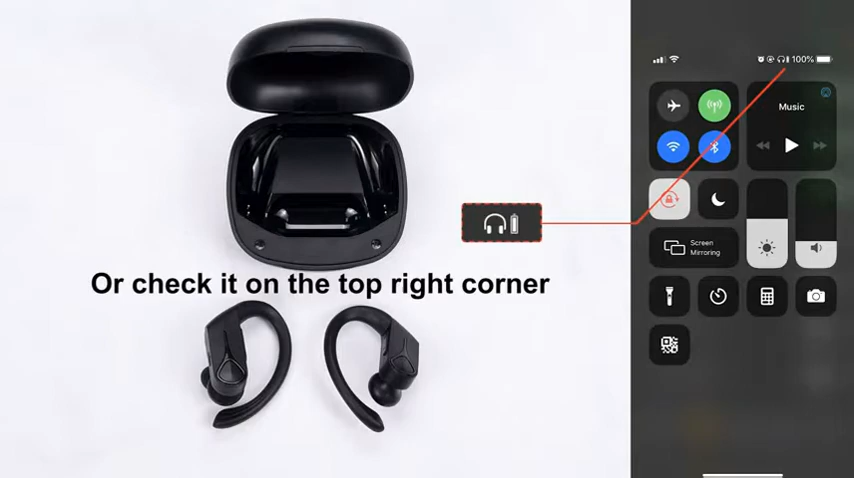 100%
Music
Screen
Mirroring
Or check it on the top right corner